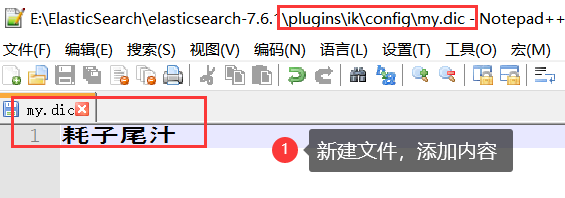 E:\ElasticSearch\elasticsearch-7.6.1\plugins\ik\config\my.dic - Notepad++
文件(F) 编辑(E) 搜索(S) 视图(V) 编码(N) 语言(L) 设置(T) 工具(O) 宏(M)
my.dic
1 耗子尾汁
1 新建文件，添加内容